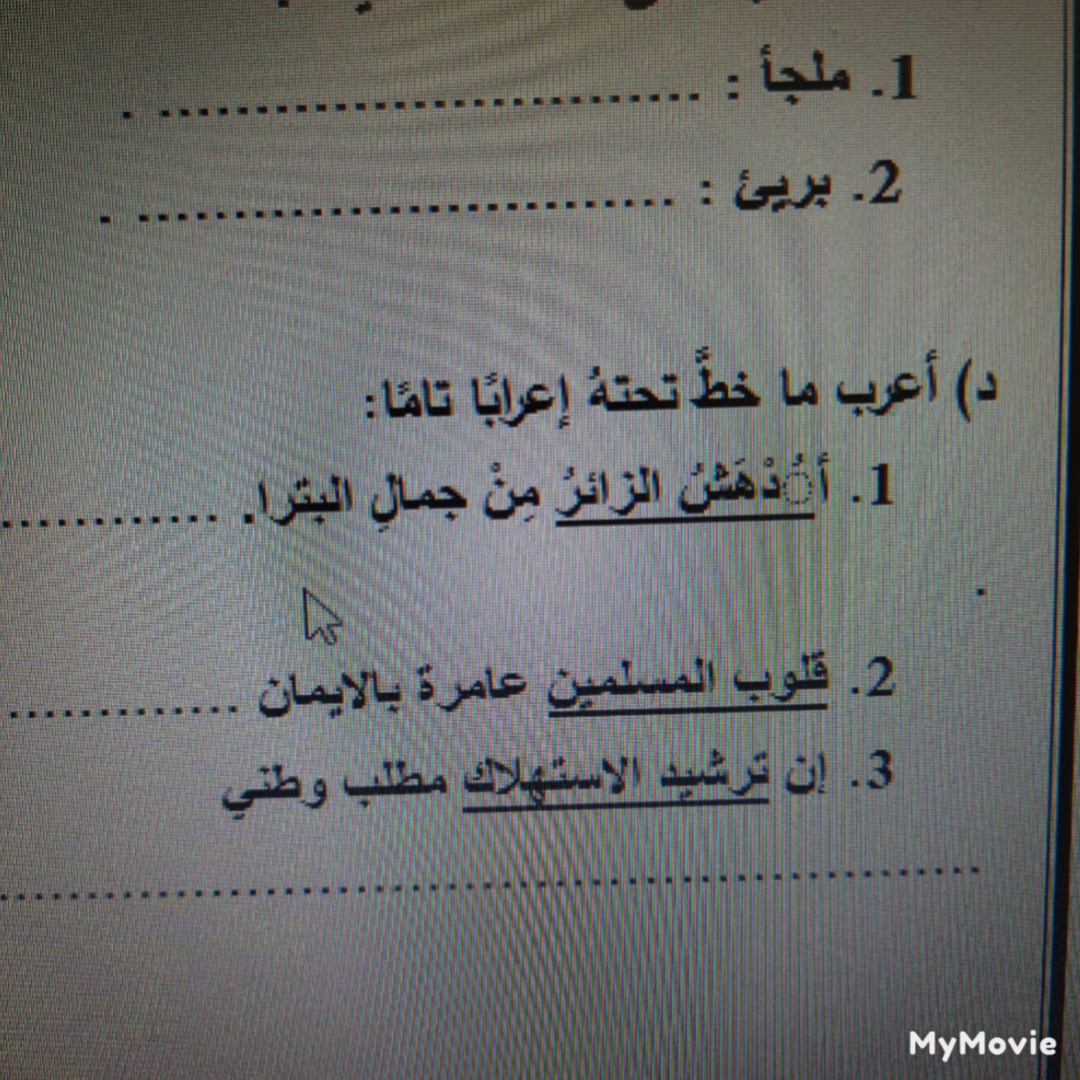 1. ملجأ : ............................ .
2. بريئ : ............................ .
د) أعرب ما خطَّ تحتهُ إعرابًا تامًا:
1. أُدْهَشُ الزائرُ مِنْ جمالِ البترا. ............
.
2. قلوب المسلمين عامرة بالايمان .............
3. إن ترشيد الاستهلاك مطلب وطني
..................................................
MyMovie